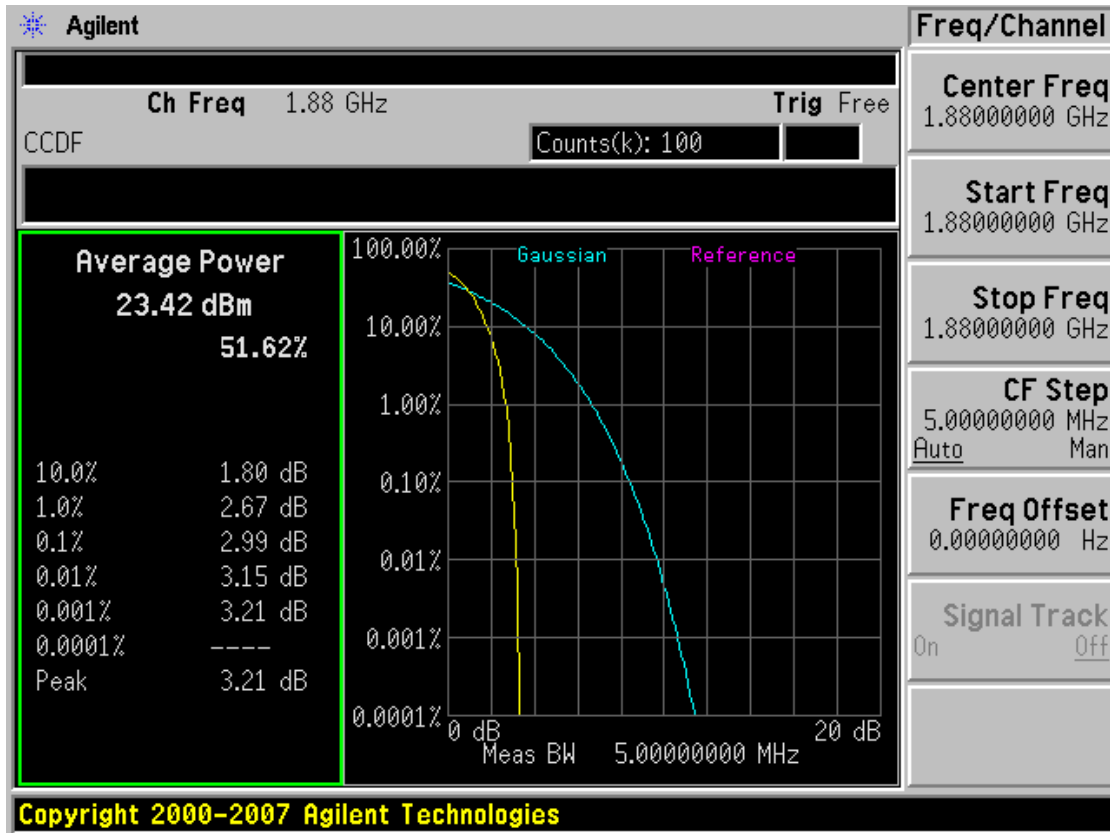 Agilent
Ch Freq 1.88 GHz Trig Free
CCDF Counts(k): 100
Average Power
23.42 dBm
51.62%
10.0% 1.80 dB
1.0% 2.67 dB
0.1% 2.99 dB
0.01% 3.15 dB
0.001% 3.21 dB
0.0001% ----
Peak 3.21 dB
Gaussian Reference
100.00%
10.00%
1.00%
0.10%
0.01%
0.001%
0.0001%
0 dB 20 dB
Meas BW 5.00000000 MHz
Freq/Channel
Center Freq
1.88000000 GHz
Start Freq
1.88000000 GHz
Stop Freq
1.88000000 GHz
CF Step
5.00000000 MHz
Auto Man
Freq Offset
0.00000000 Hz
Signal Track
On Off
Copyright 2000-2007 Agilent Technologies